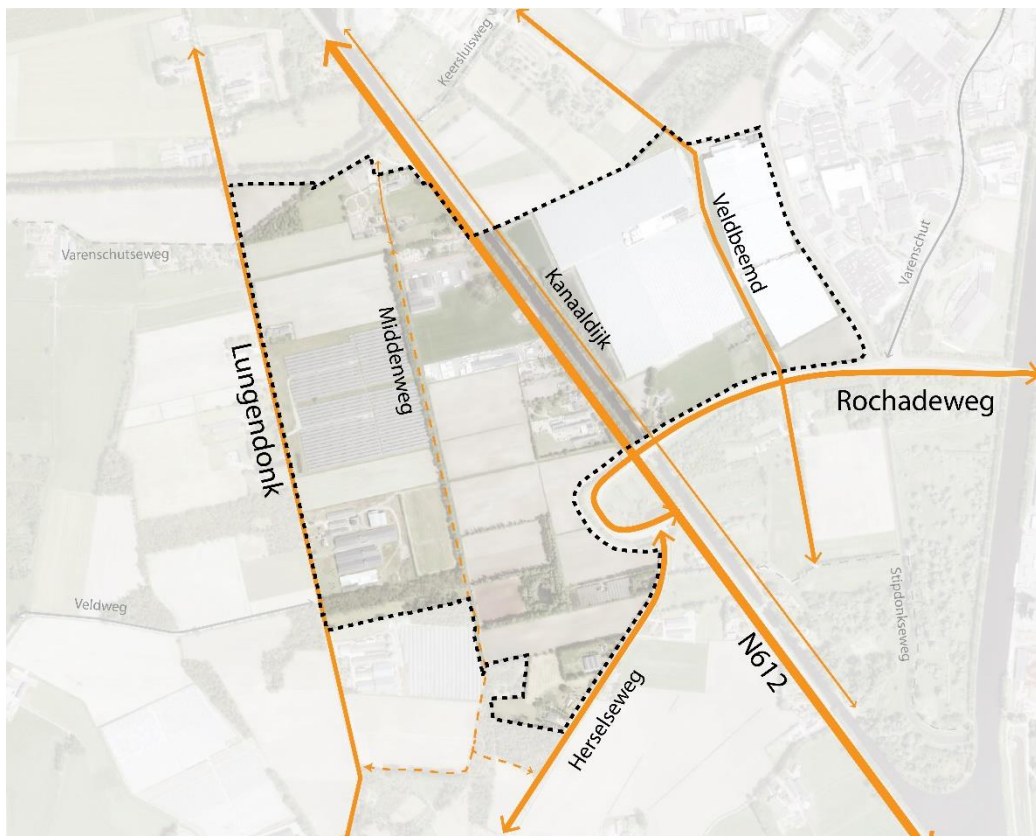 Keersluisweg
Varenschutseweg
Middenweg
Lungendonk
Kanaaldijk
Veldbeemd
Varenschut
Rochadeweg
Veldweg
Stipdonkseweg
N612
Herselseweg